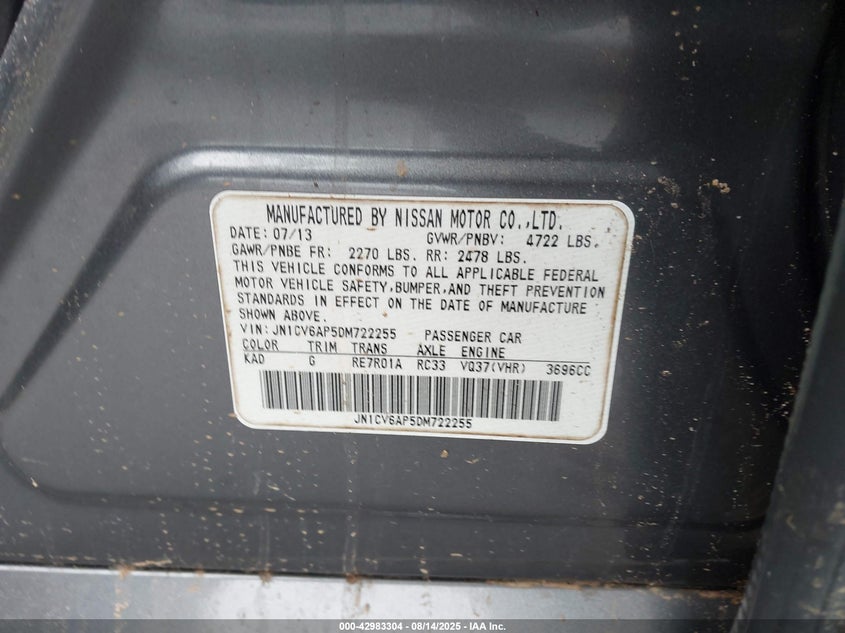 MANUFACTURED BY NISSAN MOTOR CO.,LTD.
DATE: 07/13 GVWR/PNBV: 4722 LBS.
GAWR/PNBE FR: 2270 LBS. RR: 2478 LBS.
THIS VEHICLE CONFORMS TO ALL APPLICABLE FEDERAL
MOTOR VEHICLE SAFETY,BUMPER,AND THEFT PREVENTION
STANDARDS IN EFFECT ON THE DATE OF MANUFACTURE
SHOWN ABOVE.
VIN: JN1CV6AP5DM722255 PASSENGER CAR
COLOR TRIM TRANS AXLE ENGINE
KAD G RE7R01A RC33 VQ37(VHR) 3696CC
JN1CV6AP5DM722255
000-42983304 - 08/14/2025 - IAA Inc.